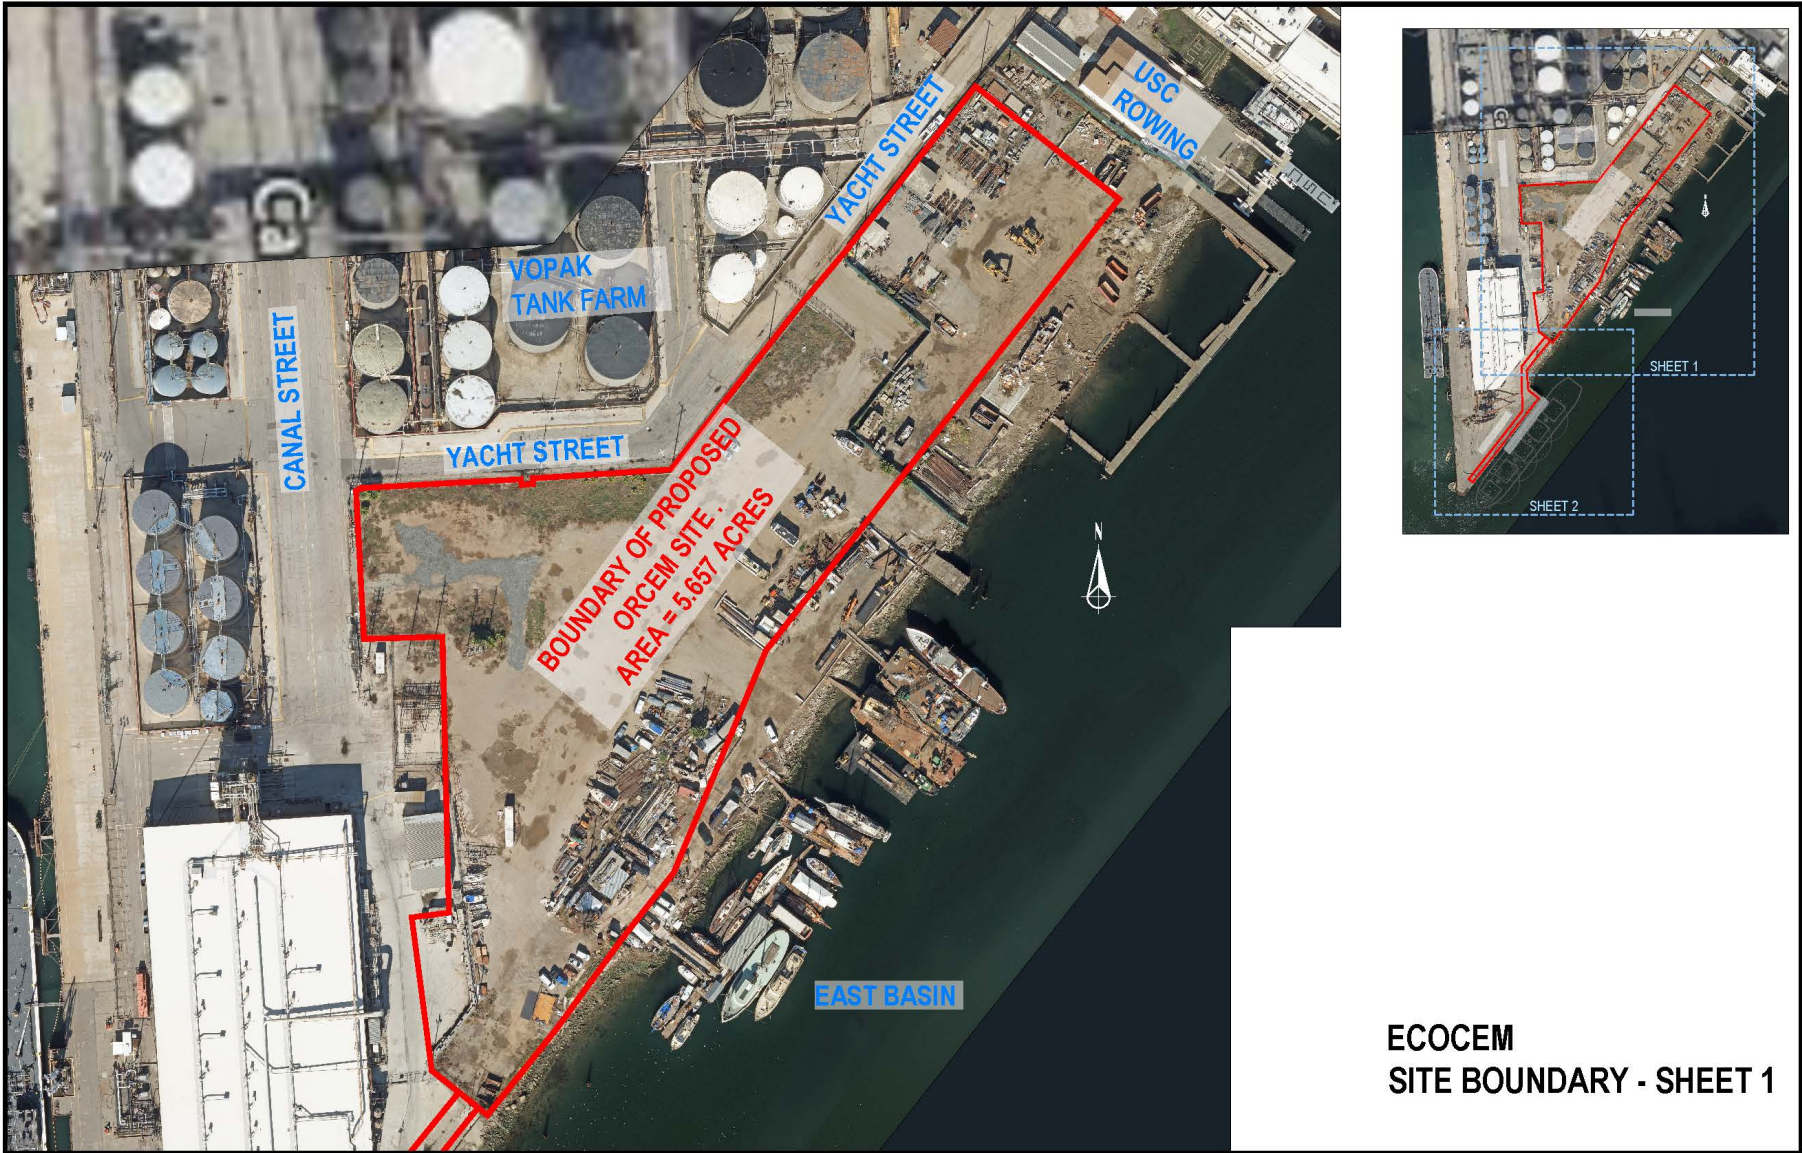 USC
ROWING
YACHT STREET
VOPAK
TANK FARM
CANAL STREET
YACHT STREET
BOUNDARY OF PROPOSED
ORCEM SITE .
AREA = 5.657 ACRES
N
EAST BASIN
SHEET 1
SHEET 2
ECOCEM
SITE BOUNDARY - SHEET 1